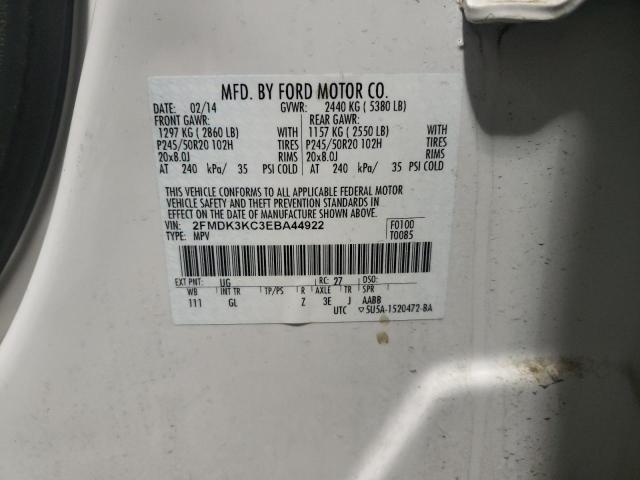 MFD. BY FORD MOTOR CO.
DATE: 02/14 GVWR: 2440 KG ( 5380 LB)
FRONT GAWR: REAR GAWR:
1297 KG ( 2860 LB) WITH 1157 KG ( 2550 LB) WITH
P245/50R20 102H TIRES P245/50R20 102H TIRES
20x8.0J RIMS 20x8.0J RIMS
AT 240 kPa/ 35 PSI COLD AT 240 kPa/ 35 PSI COLD
THIS VEHICLE CONFORMS TO ALL APPLICABLE FEDERAL MOTOR
VEHICLE SAFETY AND THEFT PREVENTION STANDARDS IN
EFFECT ON THE DATE OF MANUFACTURE SHOWN ABOVE.
VIN: 2FMDK3KC3EBA44922 F0100
TYPE: MPV T0085
EXT PNT: UG RC: 27 DSO:
WB INT TR TP/PS R AXLE TR SPR
111 GL Z 3E J AABB
UTC ▽ 5U5A-1520472-BA